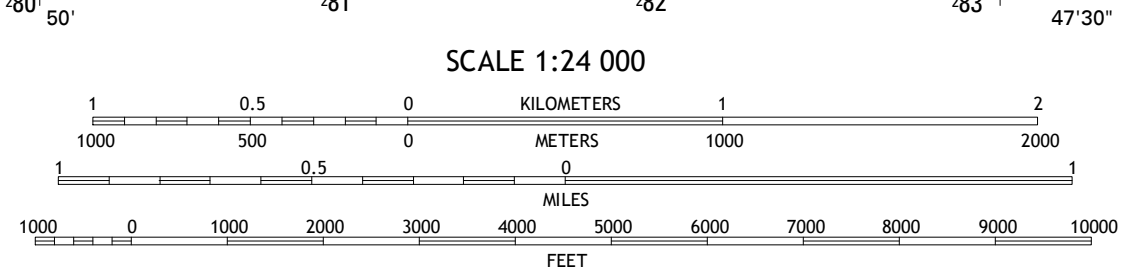 ²80 ²81 ²82 ²83
50' 47'30"
SCALE 1:24 000
1 0.5 0 KILOMETERS 1 2
1000 500 0 METERS 1000 2000
1 0.5 0 1
MILES
1000 0 1000 2000 3000 4000 5000 6000 7000 8000 9000 10000
FEET